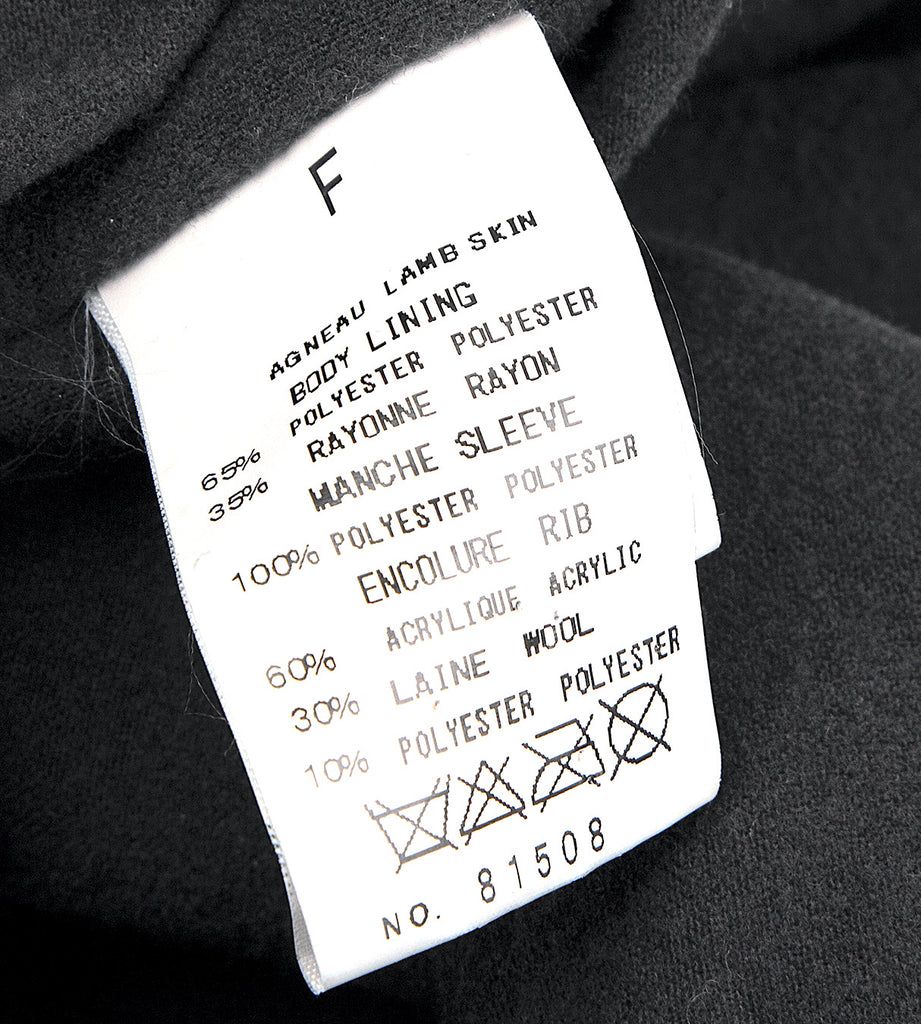 F
AGNEAU LAMB SKIN
BODY LINING
65% POLYESTER POLYESTER
35% RAYONNE RAYON
MANCHE SLEEVE
100% POLYESTER POLYESTER
ENCOLURE RIB
60% ACRYLIQUE ACRYLIC
30% LAINE WOOL
10% POLYESTER POLYESTER
NO. 81508